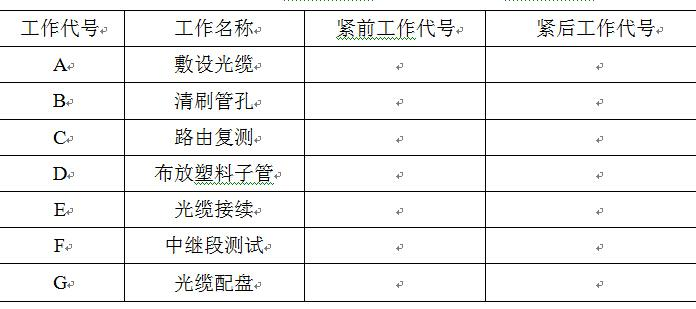 工作代号 工作名称 紧前工作代号 紧后工作代号
A 敷设光缆
B 清刷管孔
C 路由复测
D 布放塑料子管
E 光缆接续
F 中继段测试
G 光缆配盘